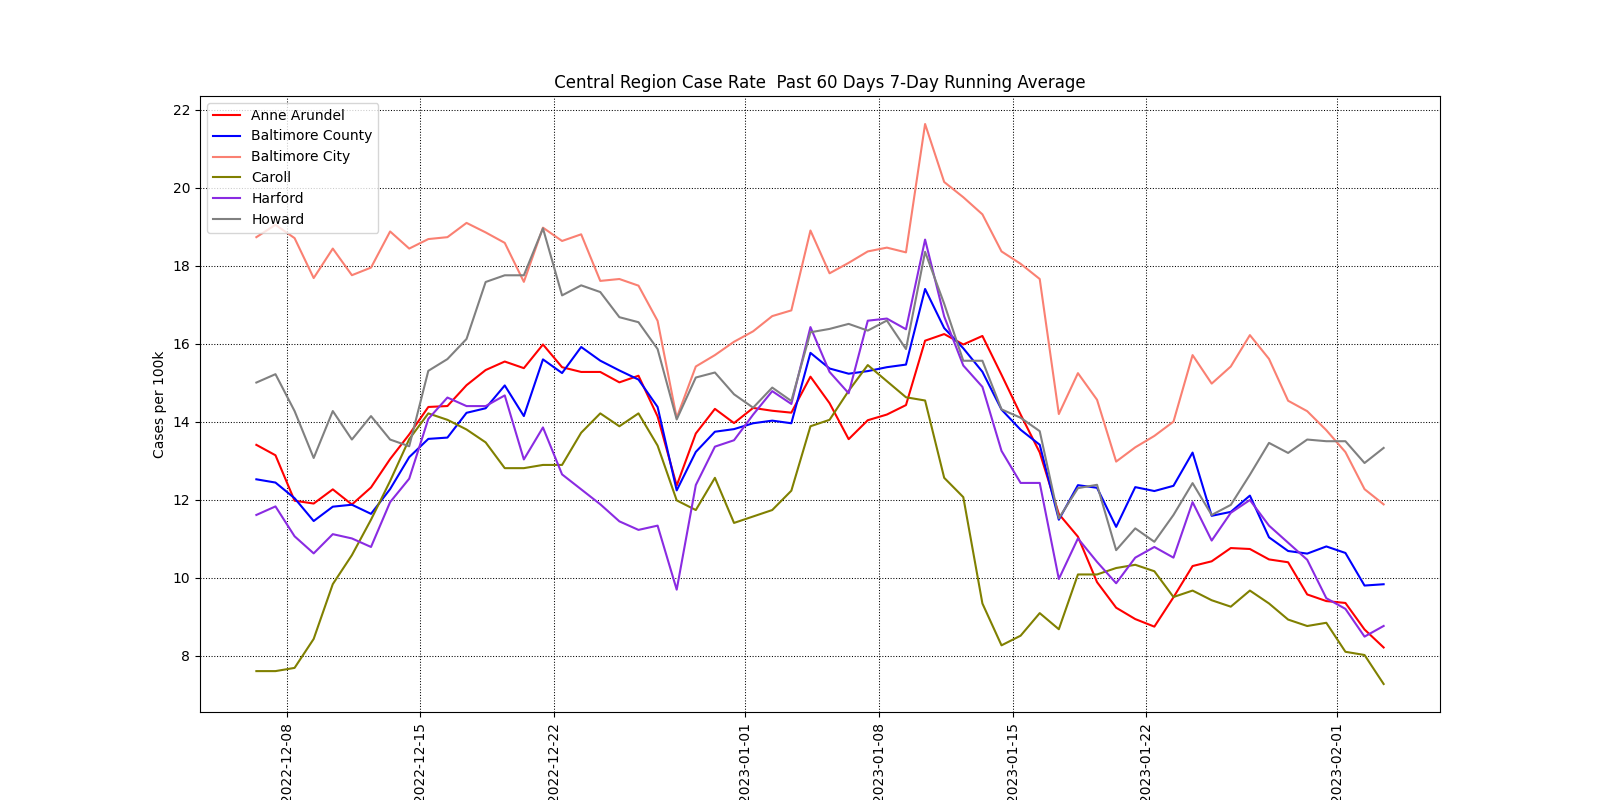 Central Region Case Rate  Past 60 Days 7-Day Running Average
22
20
18
16
14
12
10
8
Cases per 100k
Anne Arundel
Baltimore County
Baltimore City
Caroll
Harford
Howard
2022-12-08
2022-12-15
2022-12-22
2023-01-01
2023-01-08
2023-01-15
2023-01-22
2023-02-01